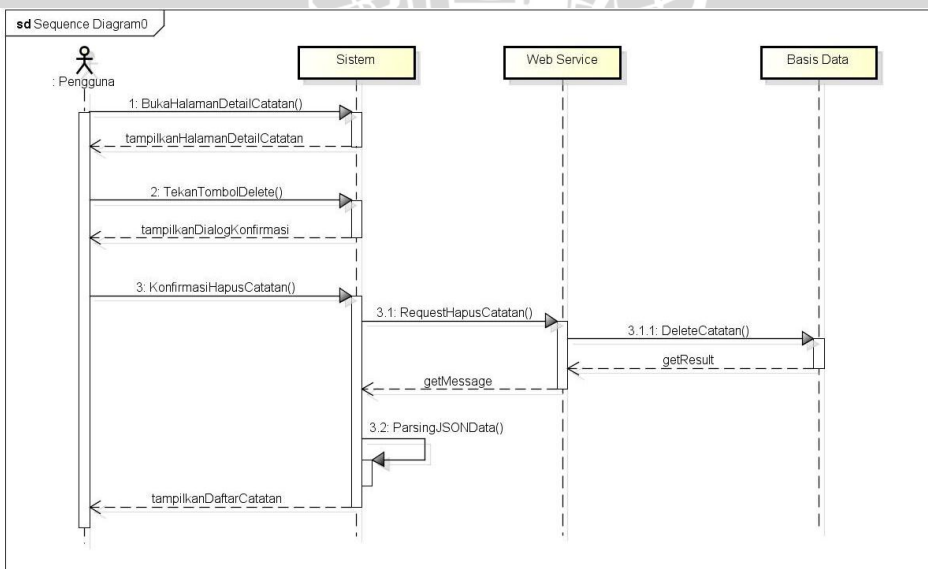 sd Sequence Diagram0
: Pengguna
Sistem
Web Service
Basis Data
1: BukaHalamanDetailCatatan()
tampilkanHalamanDetailCatatan
2: TekanTombolDelete()
tampilkanDialogKonfirmasi
3: KonfirmasiHapusCatatan()
3.1: RequestHapusCatatan()
3.1.1: DeleteCatatan()
getResult
getMessage
3.2: ParsingJSONData()
tampilkanDaftarCatatan